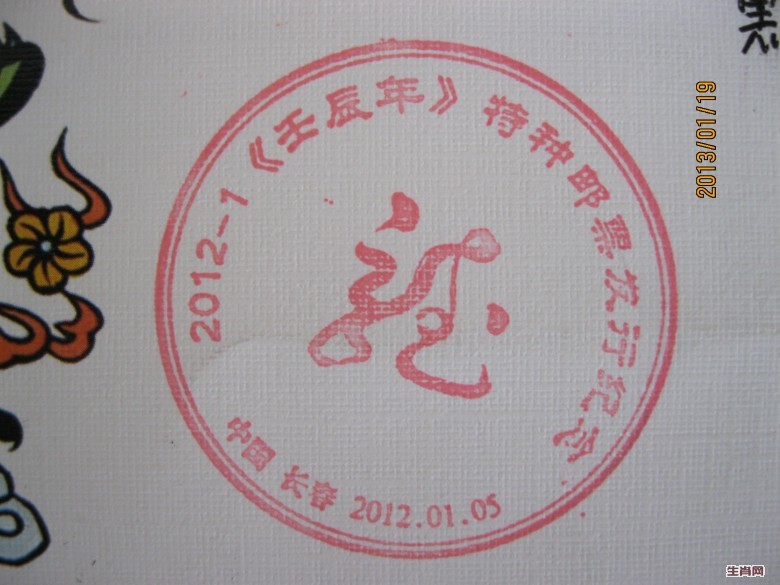 2012-1《壬辰年》特种邮票发行纪念
龙
中国 长春 2012.01.05
2013/01/19
生肖网